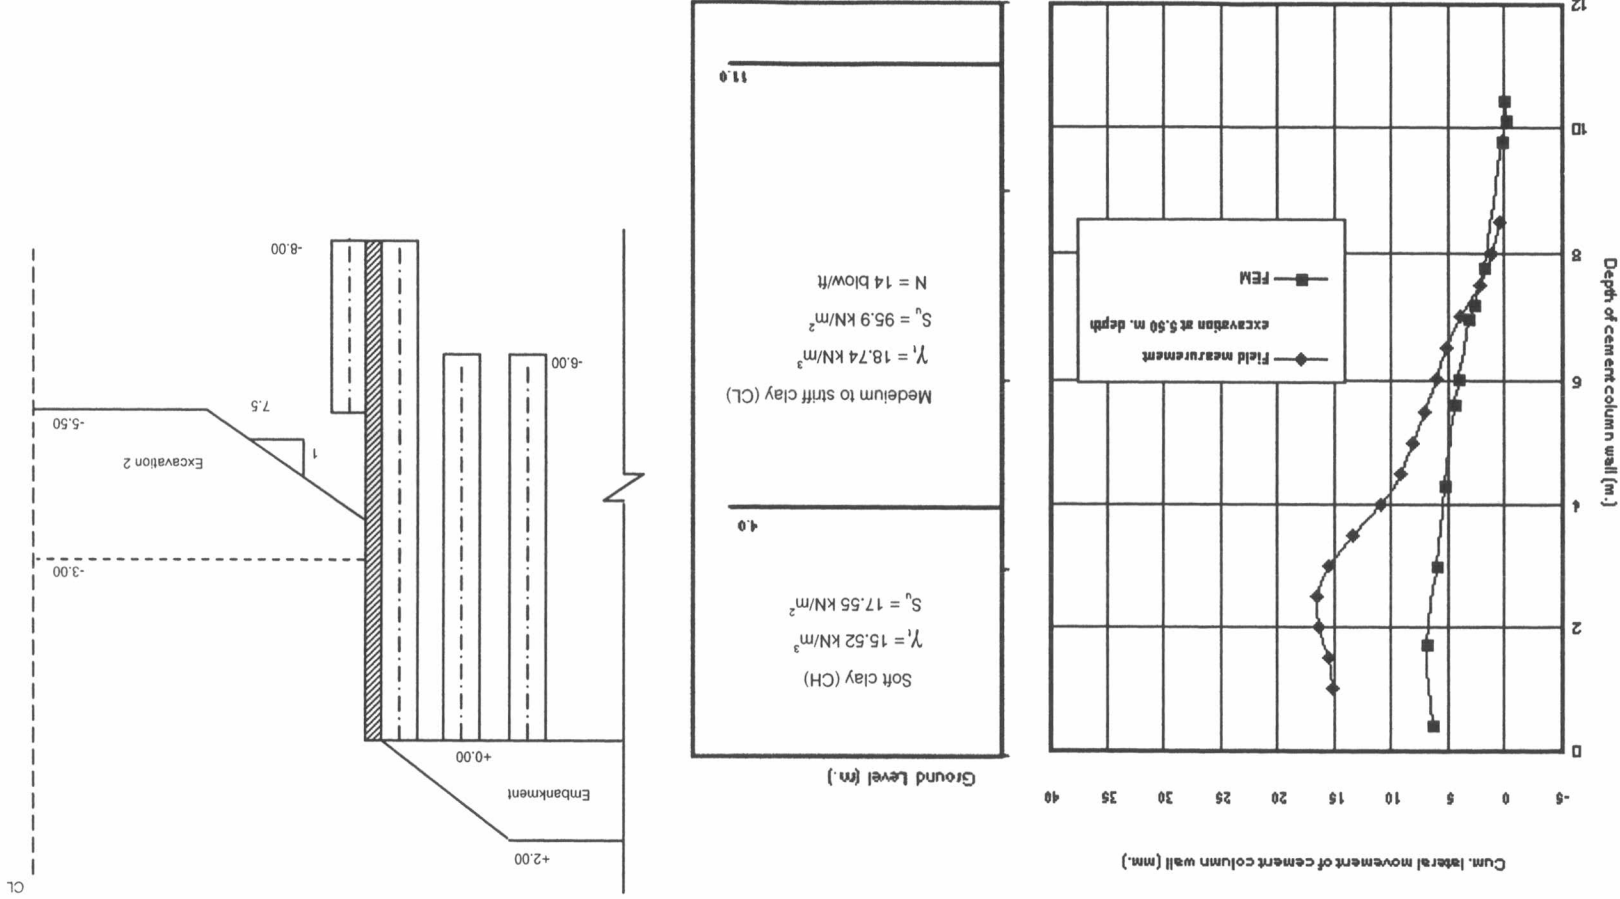 Cum. lateral movement of cement column wall (mm.)
-5 0 5 10 15 20 25 30 35 40
Depth of cement column wall (m.)
0
2
4
6
8
10
12
Field measurement
excavation at 5.50 m. depth
FEM
Ground Level (m.)
Soft clay (CH)
γt = 15.52 kN/m³
Su = 17.55 kN/m²
4.0
Medeium to striff clay (CL)
γt = 18.74 kN/m³
Su = 95.9 kN/m²
N = 14 blow/ft
11.0
CL
+2.00
Embankment
+0.00
-3.00
Excavation 2
1
7.5
-5.50
-6.00
-8.00